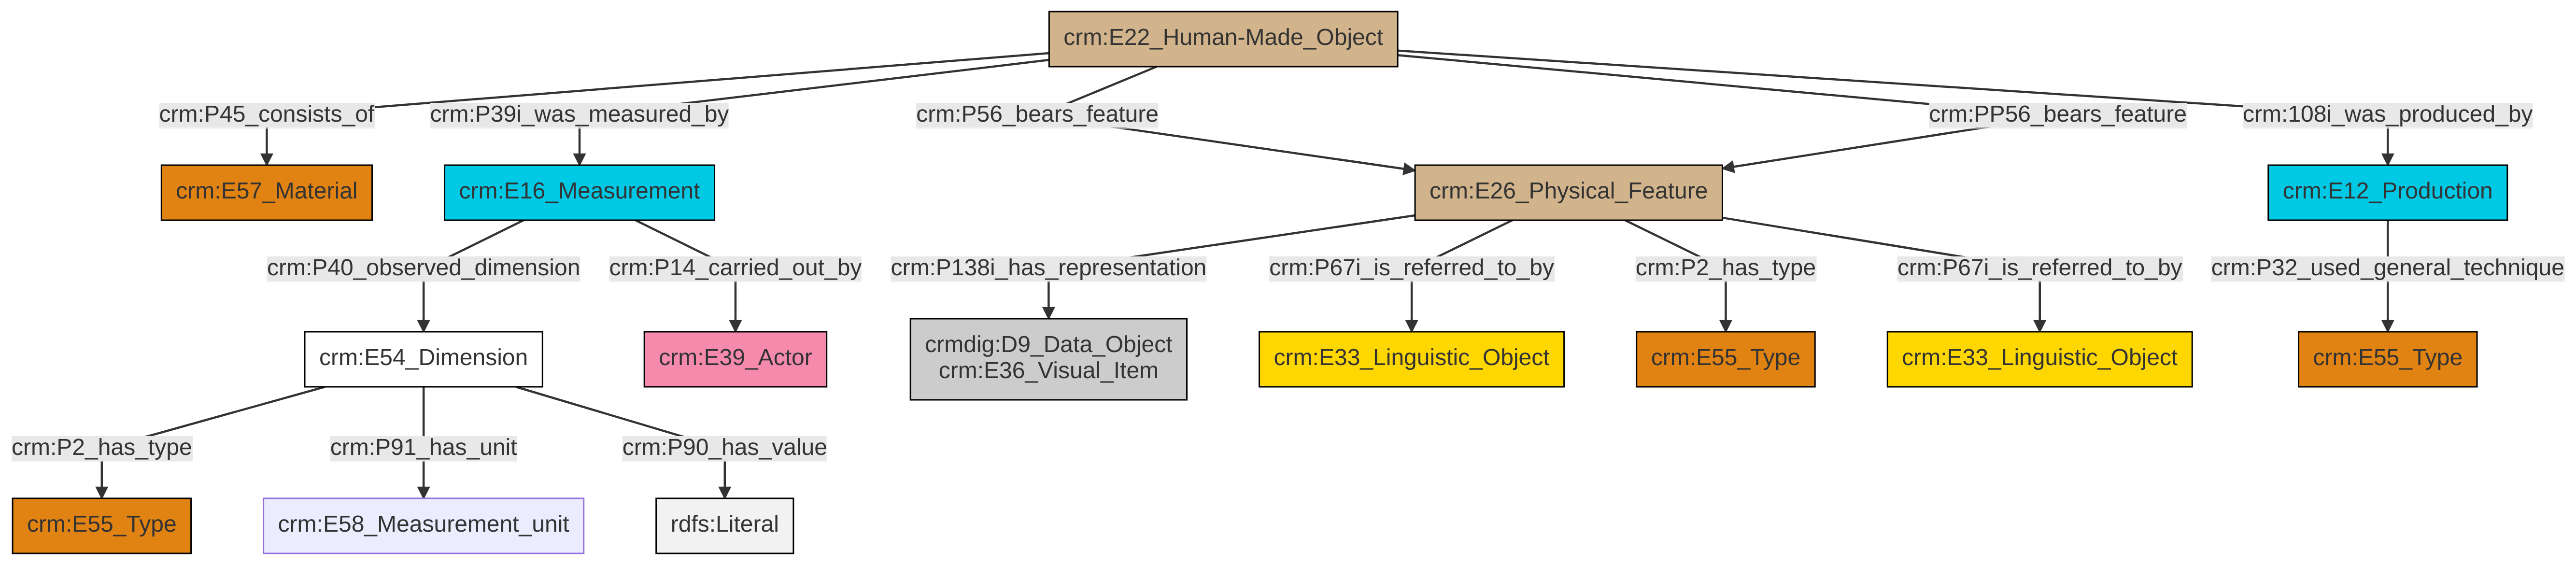 crm:E22_Human-Made_Object
crm:P45_consists_of
crm:P39i_was_measured_by
crm:P56_bears_feature
crm:PP56_bears_feature
crm:108i_was_produced_by
crm:E57_Material
crm:E16_Measurement
crm:E26_Physical_Feature
crm:E12_Production
crm:P40_observed_dimension
crm:P14_carried_out_by
crm:P138i_has_representation
crm:P67i_is_referred_to_by
crm:P2_has_type
crm:P67i_is_referred_to_by
crm:P32_used_general_technique
crm:E54_Dimension
crm:E39_Actor
crmdig:D9_Data_Object
crm:E36_Visual_Item
crm:E33_Linguistic_Object
crm:E55_Type
crm:E33_Linguistic_Object
crm:E55_Type
crm:P2_has_type
crm:P91_has_unit
crm:P90_has_value
crm:E55_Type
crm:E58_Measurement_unit
rdfs:Literal